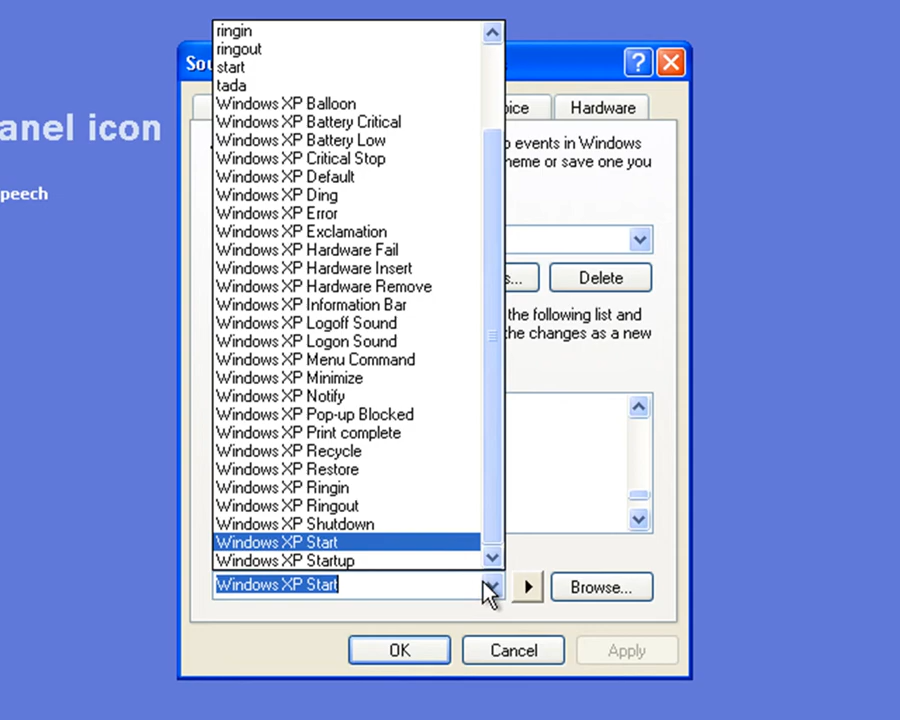 ringin
ringout
start
tada
Windows XP Balloon
Windows XP Battery Critical
Windows XP Battery Low
Windows XP Critical Stop
Windows XP Default
Windows XP Ding
Windows XP Error
Windows XP Exclamation
Windows XP Hardware Fail
Windows XP Hardware Insert
Windows XP Hardware Remove
Windows XP Information Bar
Windows XP Logoff Sound
Windows XP Logon Sound
Windows XP Menu Command
Windows XP Minimize
Windows XP Notify
Windows XP Pop-up Blocked
Windows XP Print complete
Windows XP Recycle
Windows XP Restore
Windows XP Ringin
Windows XP Ringout
Windows XP Shutdown
Windows XP Start
Windows XP Startup
Windows XP Start
Browse...
OK
Cancel
Apply
Sou
oice
Hardware
o events in Windows
heme or save one you
s...
Delete
the following list and
the changes as a new
anel icon
peech